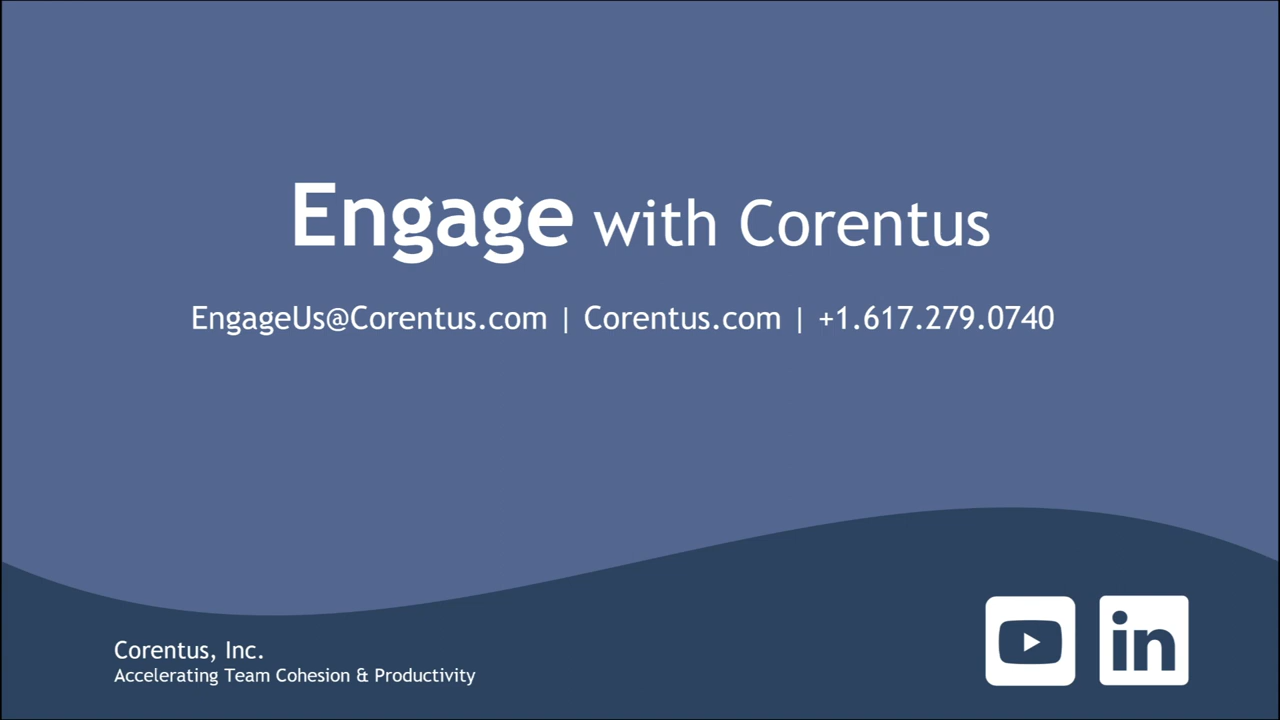 Engage with Corentus
EngageUs@Corentus.com | Corentus.com | +1.617.279.0740
Corentus, Inc.
Accelerating Team Cohesion & Productivity
in